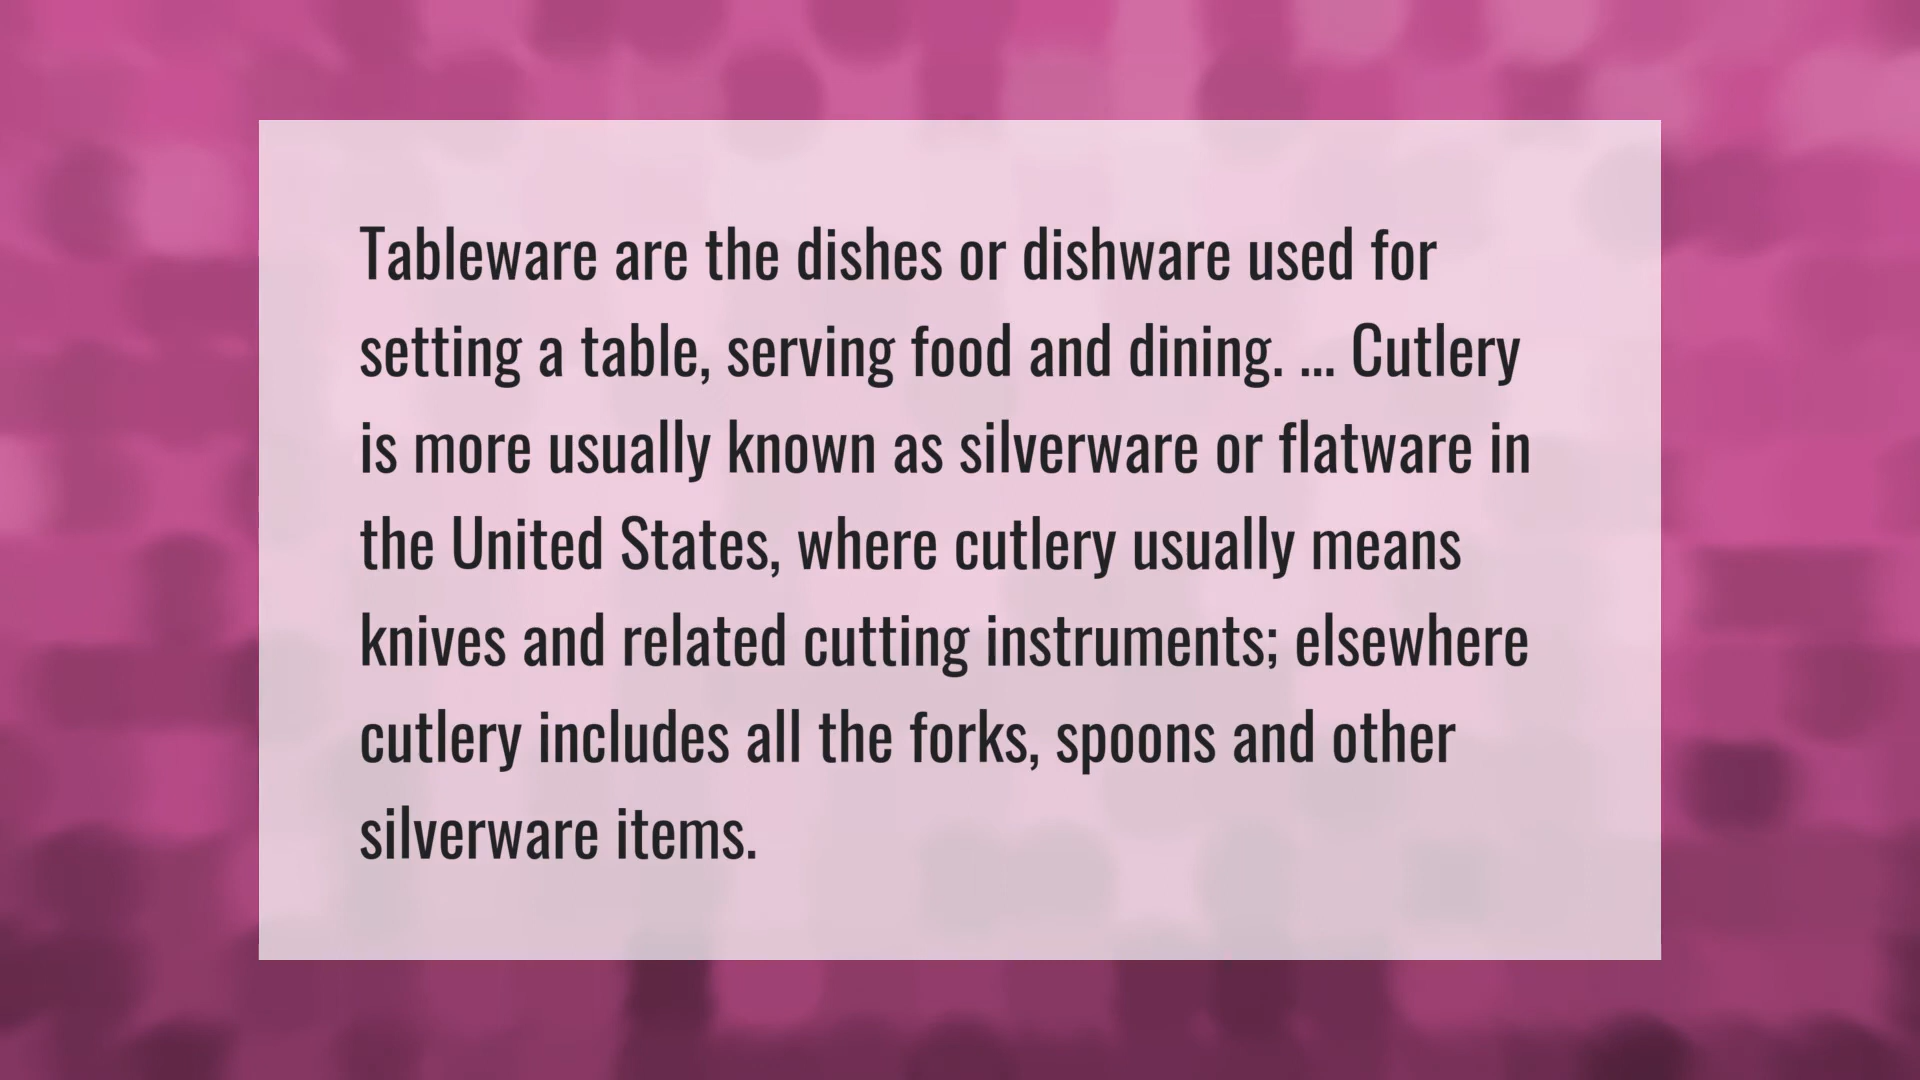 Tableware are the dishes or dishware used for
setting a table, serving food and dining. ... Cutlery
is more usually known as silverware or flatware in
the United States, where cutlery usually means
knives and related cutting instruments; elsewhere
cutlery includes all the forks, spoons and other
silverware items.